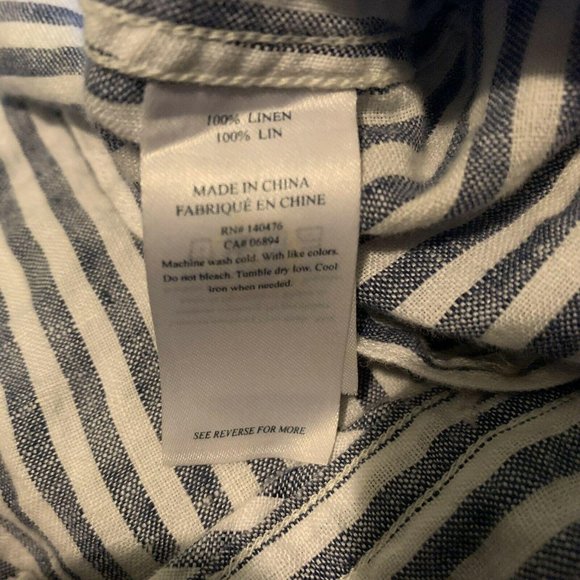 100% LINEN
100% LIN
MADE IN CHINA
FABRIQUÉ EN CHINE
RN# 140476
CA# 06894
Machine wash cold. With like colors.
Do not bleach. Tumble dry low. Cool
iron when needed.
SEE REVERSE FOR MORE